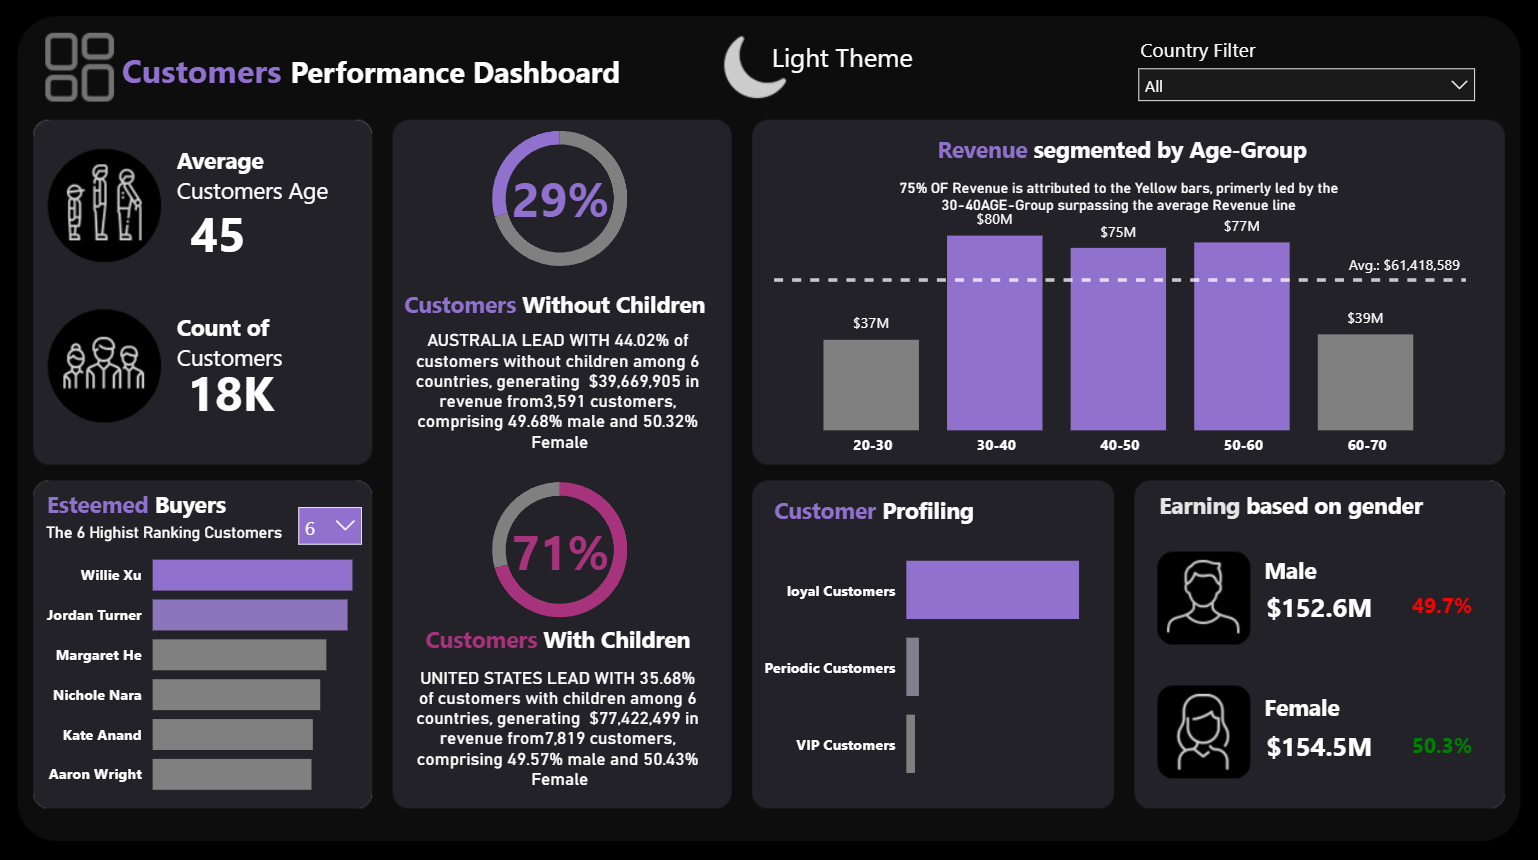 Customers Performance Dashboard
Light Theme
Country Filter
All
Average
Customers Age
45
Count of
Customers
18K
29%
Customers Without Children
AUSTRALIA LEAD WITH 44.02% of
customers without children among 6
countries, generating $39,669,905 in
revenue from3,591 customers,
comprising 49.68% male and 50.32%
Female
71%
Customers With Children
UNITED STATES LEAD WITH 35.68%
of customers with children among 6
countries, generating $77,422,499 in
revenue from7,819 customers,
comprising 49.57% male and 50.43%
Female
Revenue segmented by Age-Group
75% OF Revenue is attributed to the Yellow bars, primerly led by the
30-40AGE-Group surpassing the average Revenue line
$80M
$75M
$77M
Avg.: $61,418,589
$37M
$39M
20-30
30-40
40-50
50-60
60-70
Esteemed Buyers
The 6 Highist Ranking Customers
6
Willie Xu
Jordan Turner
Margaret He
Nichole Nara
Kate Anand
Aaron Wright
Customer Profiling
loyal Customers
Periodic Customers
VIP Customers
Earning based on gender
Male
$152.6M 49.7%
Female
$154.5M 50.3%